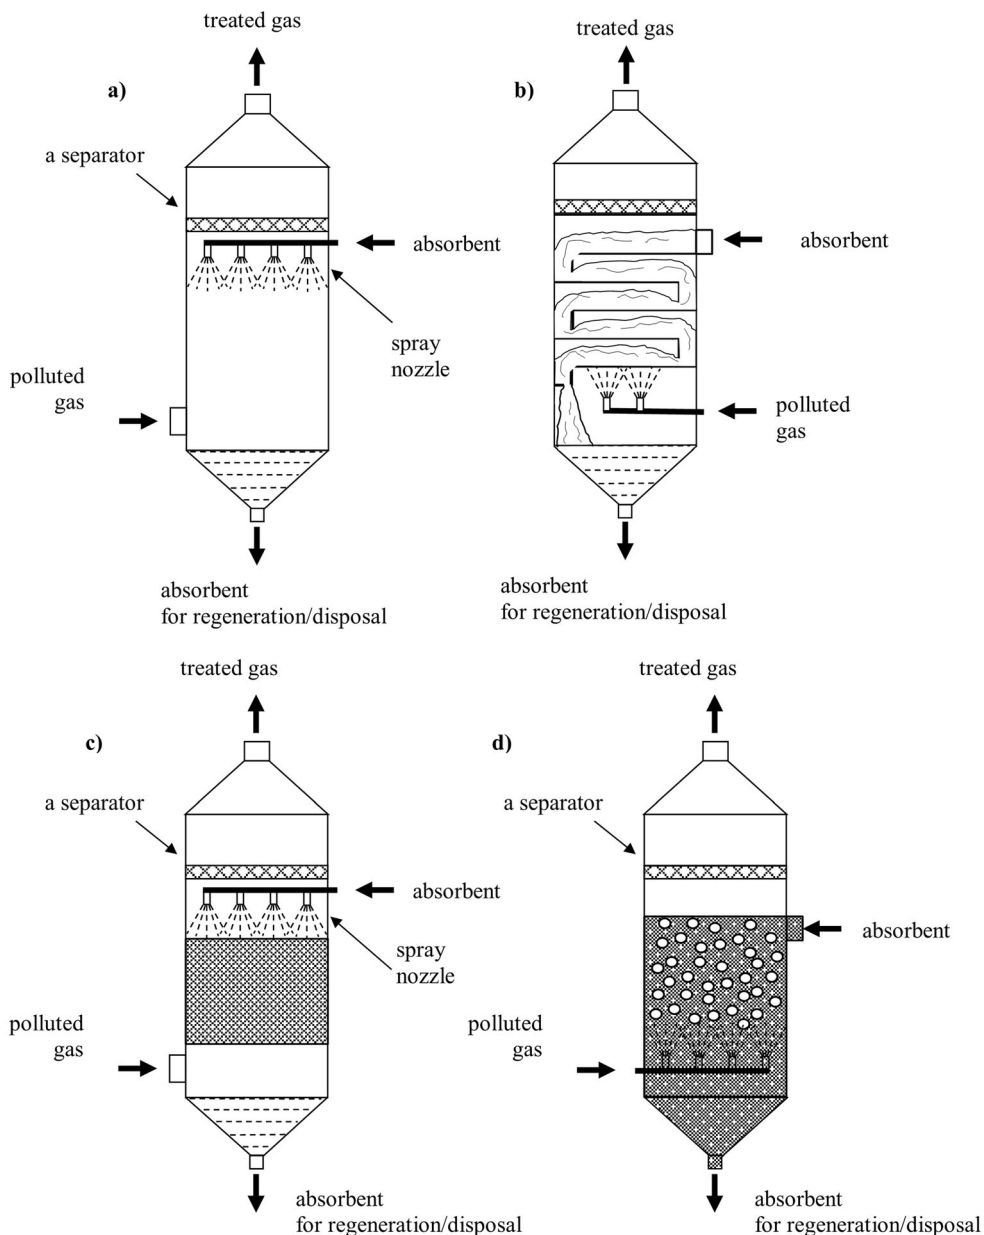 treated gas
a)
a separator
absorbent
spray
nozzle
polluted
gas
absorbent
for regeneration/disposal
treated gas
b)
absorbent
polluted
gas
absorbent
for regeneration/disposal
treated gas
c)
a separator
absorbent
spray
nozzle
polluted
gas
absorbent
for regeneration/disposal
treated gas
d)
a separator
absorbent
polluted
gas
absorbent
for regeneration/disposal